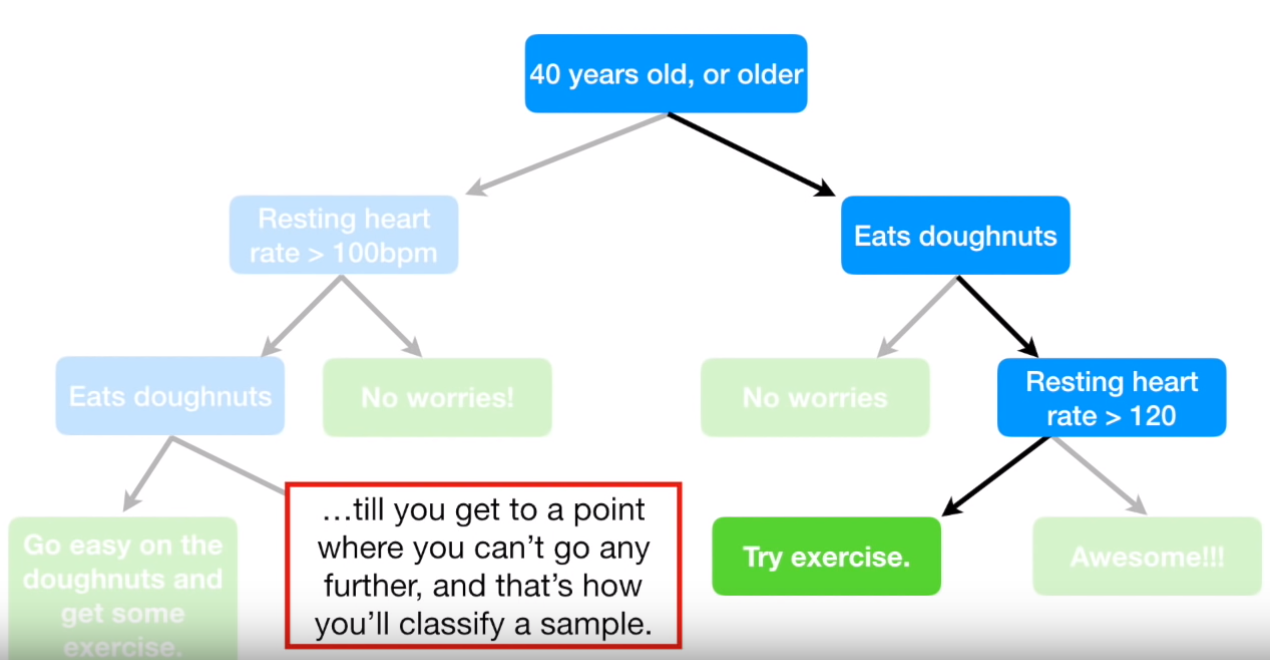 40 years old, or older
Resting heart
rate > 100bpm
Eats doughnuts
Eats doughnuts
No worries!
No worries
Resting heart
rate > 120
Go easy on the
doughnuts and
get some
exercise.
…till you get to a point
where you can’t go any
further, and that’s how
you’ll classify a sample.
Try exercise.
Awesome!!!